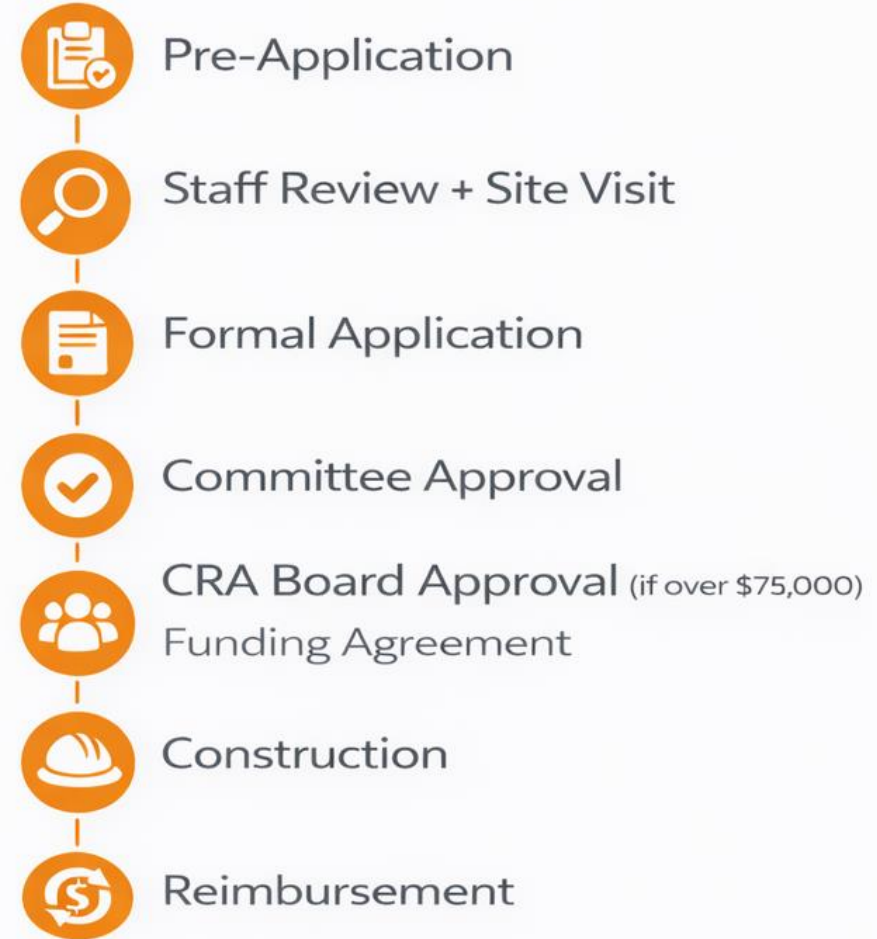 Pre-Application
Staff Review + Site Visit
Formal Application
Committee Approval
CRA Board Approval (if over $75,000)
Funding Agreement
Construction
Reimbursement